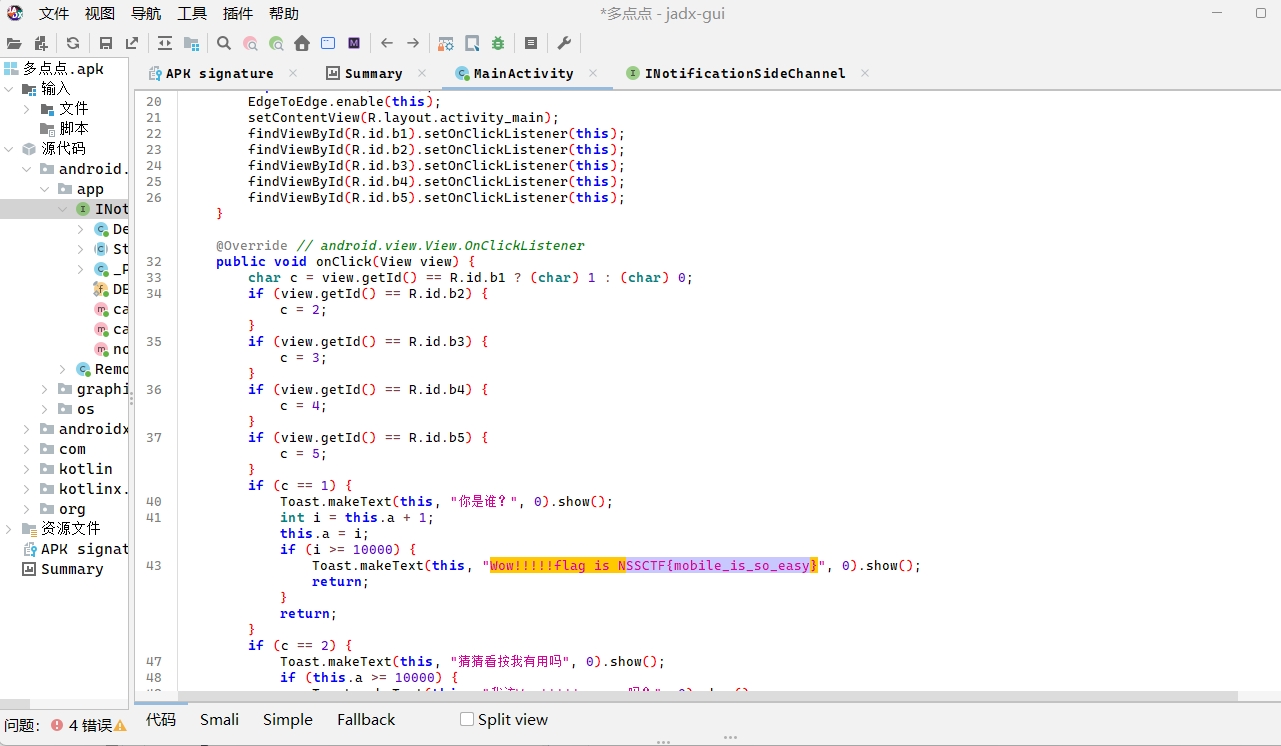 文件 视图 导航 工具 插件 帮助 *多点点 - jadx-gui
多点点.apk
输入
文件
脚本
源代码
android.
app
INot
De
St
_P
DE
ca
ca
no
Remo
graphi
os
androidx
com
kotlin
kotlinx.
org
资源文件
APK signat
Summary
APK signature × Summary × MainActivity × INotificationSideChannel ×
20 EdgeToEdge.enable(this);
21 setContentView(R.layout.activity_main);
22 findViewById(R.id.b1).setOnClickListener(this);
23 findViewById(R.id.b2).setOnClickListener(this);
24 findViewById(R.id.b3).setOnClickListener(this);
25 findViewById(R.id.b4).setOnClickListener(this);
26 findViewById(R.id.b5).setOnClickListener(this);
}
@Override // android.view.View.OnClickListener
32 public void onClick(View view) {
33 char c = view.getId() == R.id.b1 ? (char) 1 : (char) 0;
34 if (view.getId() == R.id.b2) {
c = 2;
}
35 if (view.getId() == R.id.b3) {
c = 3;
}
36 if (view.getId() == R.id.b4) {
c = 4;
}
37 if (view.getId() == R.id.b5) {
c = 5;
}
if (c == 1) {
40 Toast.makeText(this, "你是谁？", 0).show();
41 int i = this.a + 1;
this.a = i;
if (i >= 10000) {
43 Toast.makeText(this, "Wow!!!!!flag is NSSCTF{mobile_is_so_easy}", 0).show();
return;
}
return;
}
if (c == 2) {
47 Toast.makeText(this, "猜猜看按我有用吗", 0).show();
48 if (this.a >= 10000) {
代码 Smali Simple Fallback Split view
问题: 4 错误